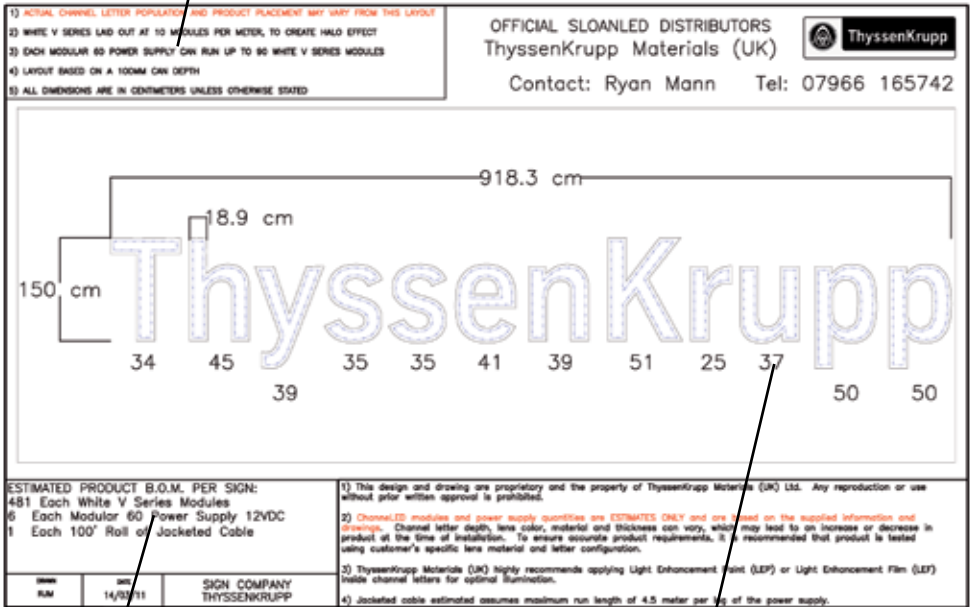 1) ACTUAL CHANNEL LETTER POPULATION AND PRODUCT PLACEMENT MAY VARY FROM THIS LAYOUT
2) WHITE V SERIES LAID OUT AT 10 MODULES PER METER, TO CREATE HALO EFFECT
3) EACH MODULAR 60 POWER SUPPLY CAN RUN UP TO 90 WHITE V SERIES MODULES
4) LAYOUT BASED ON A 100MM CAN DEPTH
5) ALL DIMENSIONS ARE IN CENTIMETERS UNLESS OTHERWISE STATED
OFFICIAL SLOANLED DISTRIBUTORS
ThyssenKrupp Materials (UK)
Contact: Ryan Mann Tel: 07966 165742
ThyssenKrupp
918.3 cm
18.9 cm
150 cm
ThyssenKrupp
34 45 35 35 41 39 51 25 37
39 50 50
ESTIMATED PRODUCT B.O.M. PER SIGN:
481 Each White V Series Modules
6 Each Modular 60 Power Supply 12VDC
1 Each 100' Roll of Jacketed Cable
DRAWN
RJM
DATE
14/03/11
SIGN COMPANY
THYSSENKRUPP
1) This design and drawing are proprietary and the property of ThyssenKrupp Materials (UK) Ltd. Any reproduction or use
without prior written approval is prohibited.
2) ChannelLED modules and power supply quantities are ESTIMATES ONLY and are based on the supplied information and
drawings. Channel letter depth, lens color, material and thickness can vary, which may lead to an increase or decrease in
product at the time of installation. To ensure accurate product requirements, it is recommended that product is tested
using customer's specific lens material and letter configuration.
3) ThyssenKrupp Materials (UK) highly recommends applying Light Enhancement Paint (LEP) or Light Enhancement Film (LEF)
inside channel letters for optimal illumination.
4) Jacketed cable estimated assumes maximum run length of 4.5 meter per leg of the power supply.